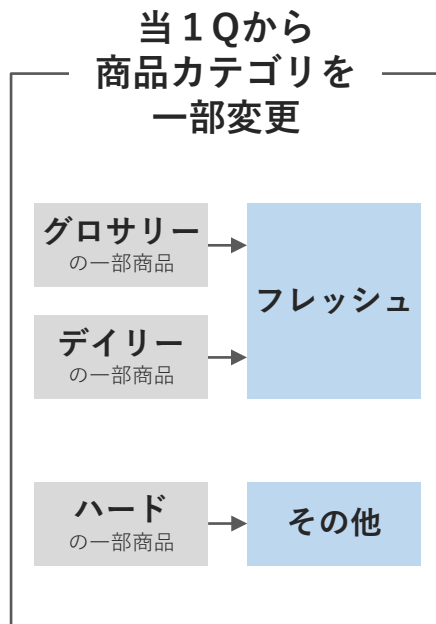 当１Qから
商品カテゴリを
一部変更
グロサリー
の一部商品
フレッシュ
デイリー
の一部商品
ハード
の一部商品
その他